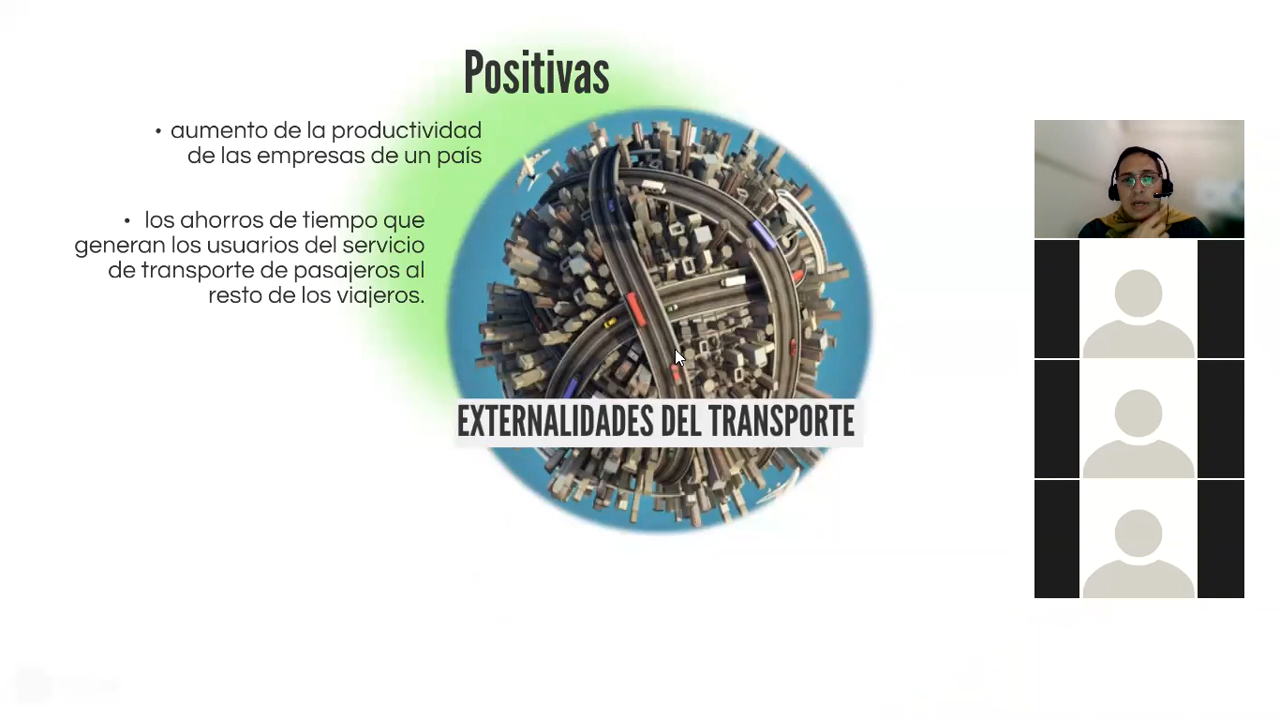 Positivas
• aumento de la productividad
de las empresas de un país
• los ahorros de tiempo que
generan los usuarios del servicio
de transporte de pasajeros al
resto de los viajeros.
EXTERNALIDADES DEL TRANSPORTE